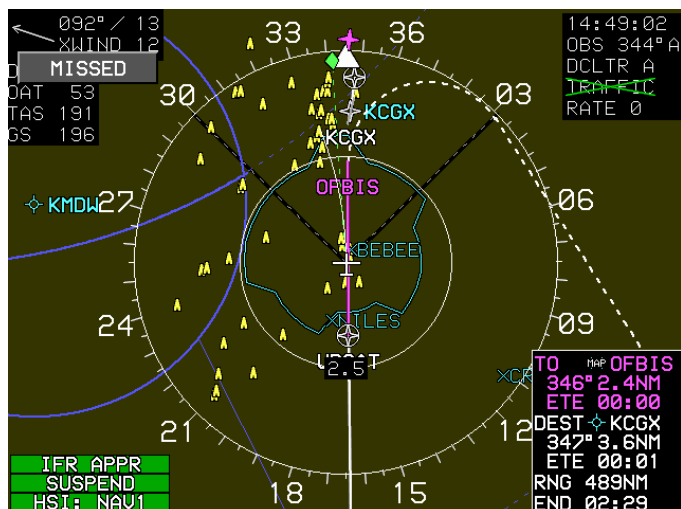 092° / 13
XWIND 12
MISSED
OAT 53
TAS 191
GS 196
14:49:02
OBS 344°A
DCLTR A
TRAFFIC
RATE 0
33
36
30
03
KCGX
KCGX
OFBIS
KMDW
27
06
BEBEE
24
NILES
09
2.5
21
12
18
15
TO MAP OFBIS
346° 2.4NM
ETE 00:00
DEST KCGX
347° 3.6NM
ETE 00:01
RNG 489NM
END 02:29
IFR APPR
SUSPEND
HSI: NAV1